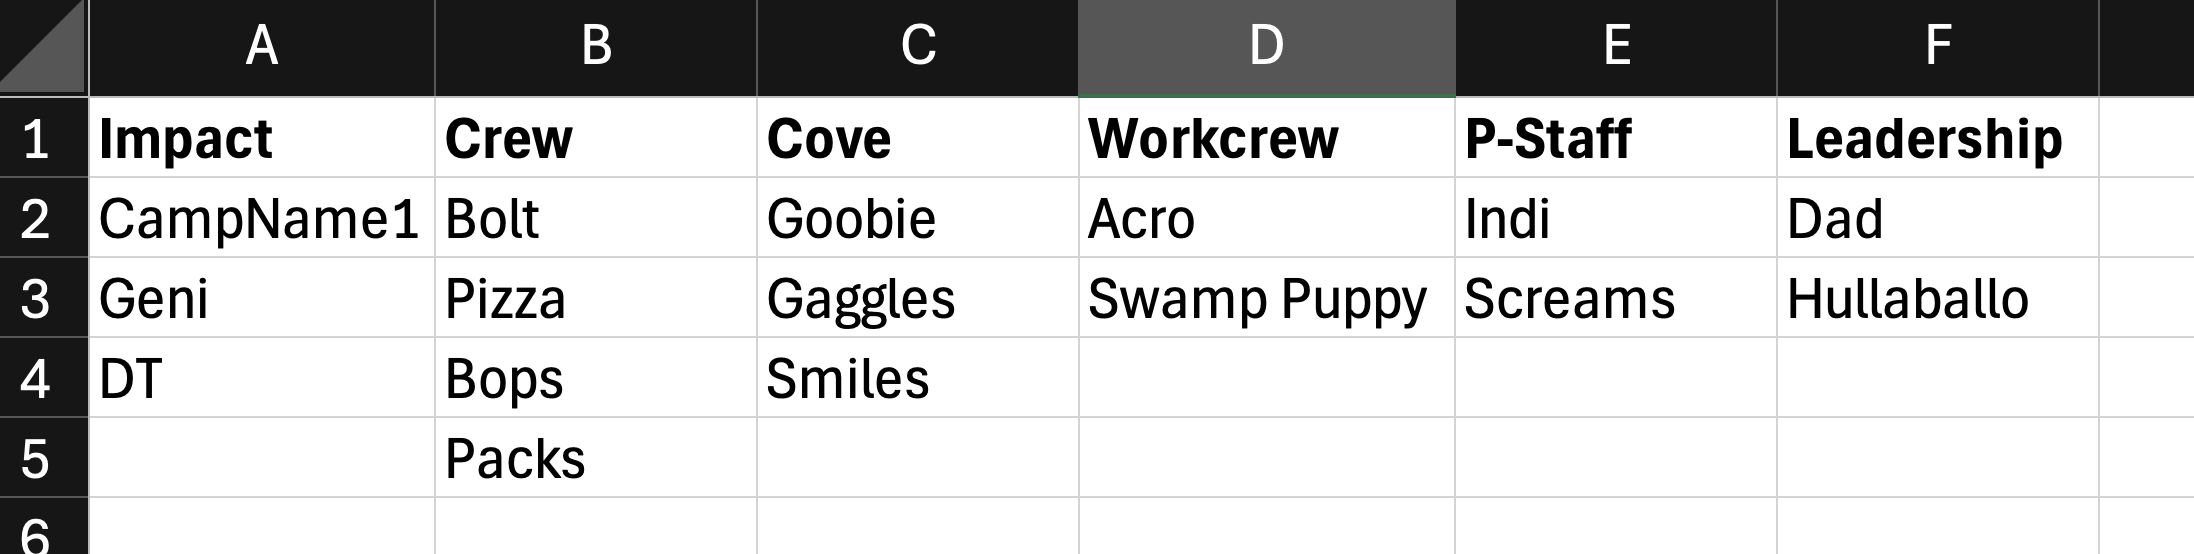 A B C D E F
1 Impact Crew Cove Workcrew P-Staff Leadership
2 CampName1 Bolt Goobie Acro Indi Dad
3 Geni Pizza Gaggles Swamp Puppy Screams Hullaballo
4 DT Bops Smiles
5 Packs
6